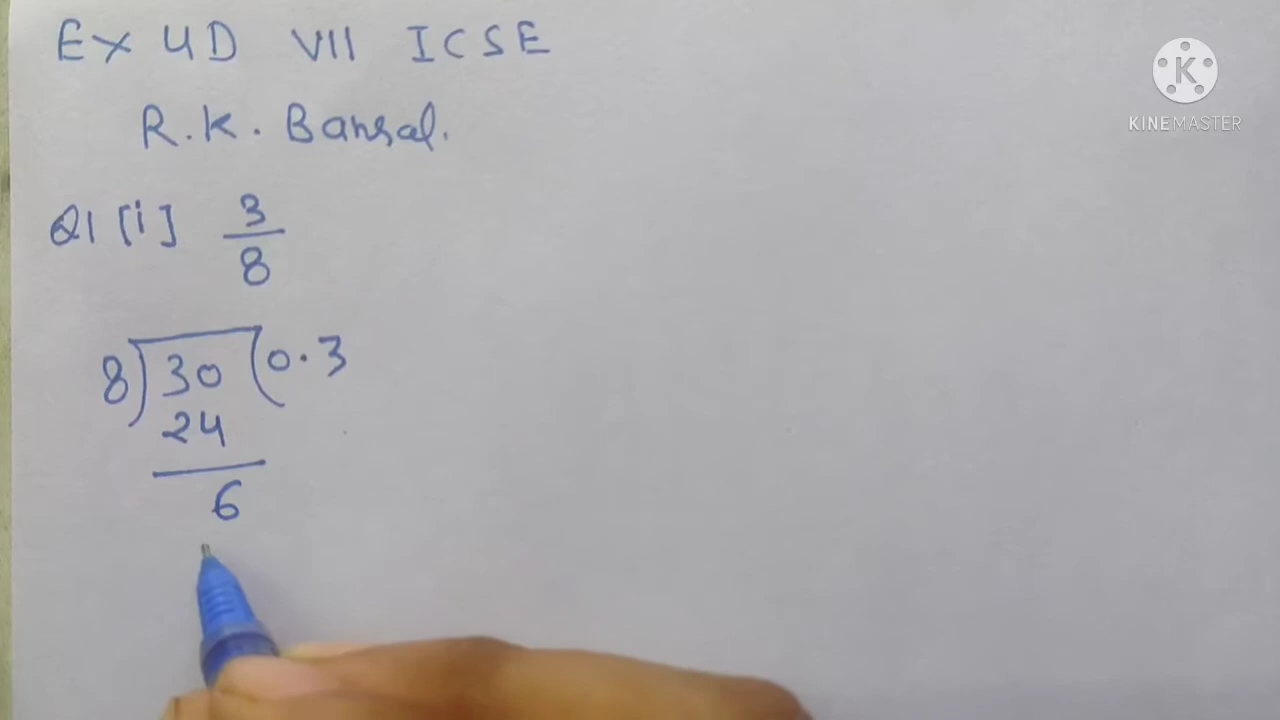 Ex 4D VII ICSE
K
KINEMASTER
R.K. Bansal.
Q1 [i] 3/8
8) 30 (0.3
24
6